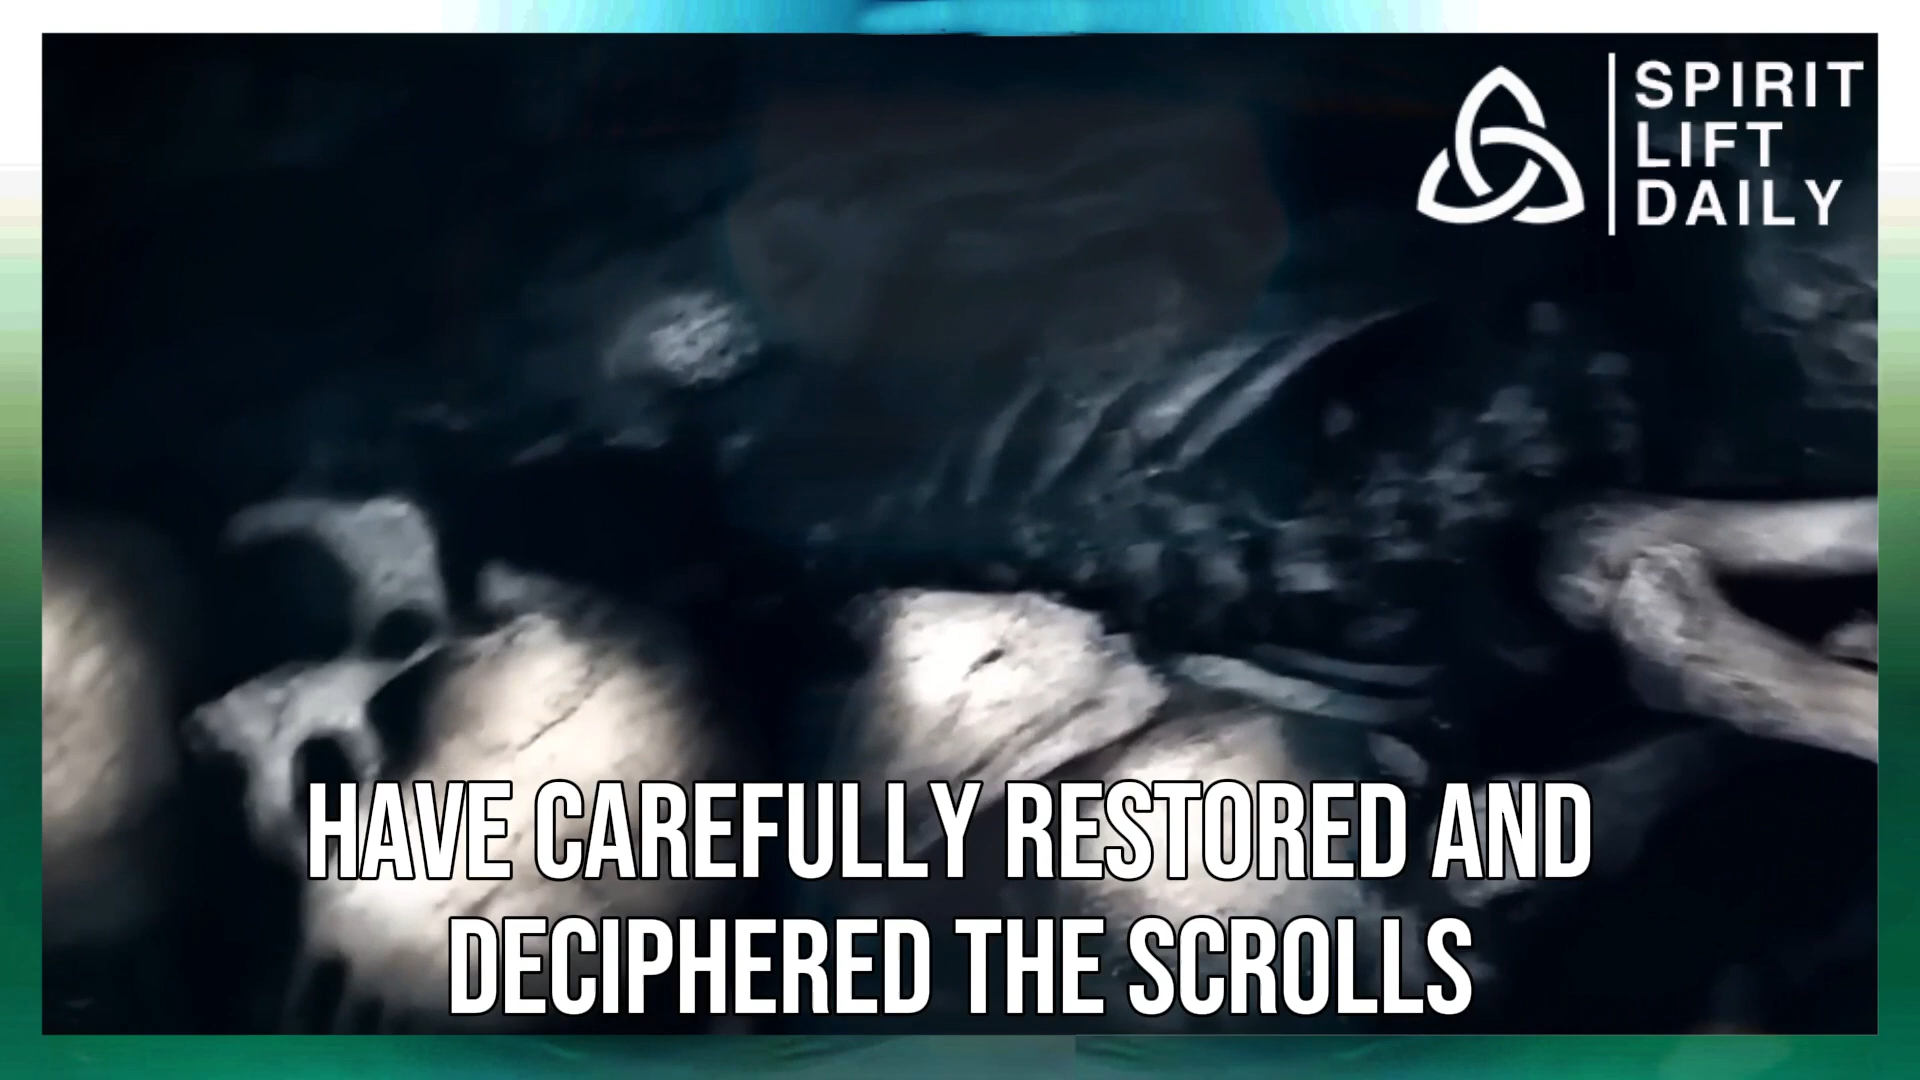 SPIRIT
LIFT
DAILY
HAVE CAREFULLY RESTORED AND
DECIPHERED THE SCROLLS